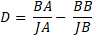 D = BA/JA − BB/JB